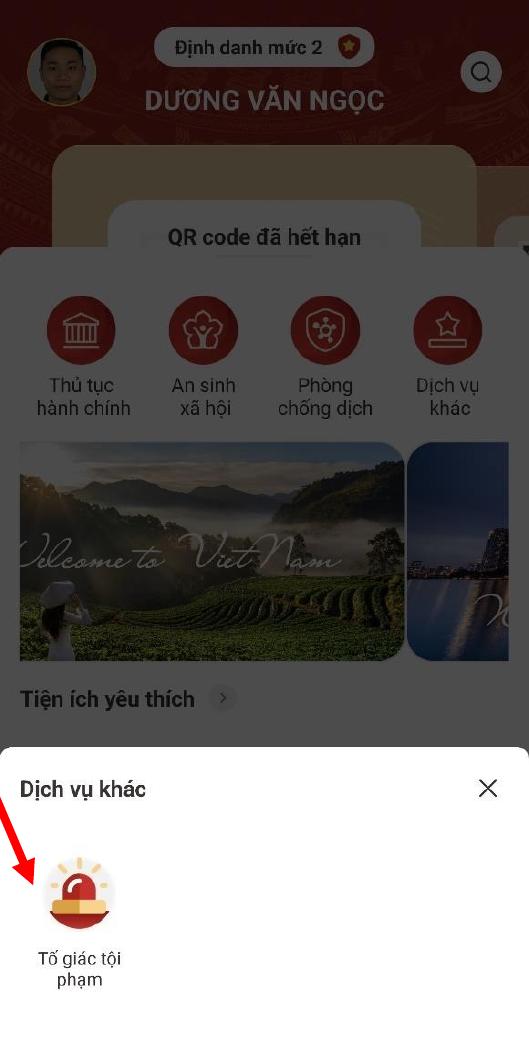 Định danh mức 2
DƯƠNG VĂN NGỌC
QR code đã hết hạn
Thủ tục
hành chính
An sinh
xã hội
Phòng
chống dịch
Dịch vụ
khác
Welcome to VietNam
Tiện ích yêu thích
Dịch vụ khác
Tố giác tội
phạm